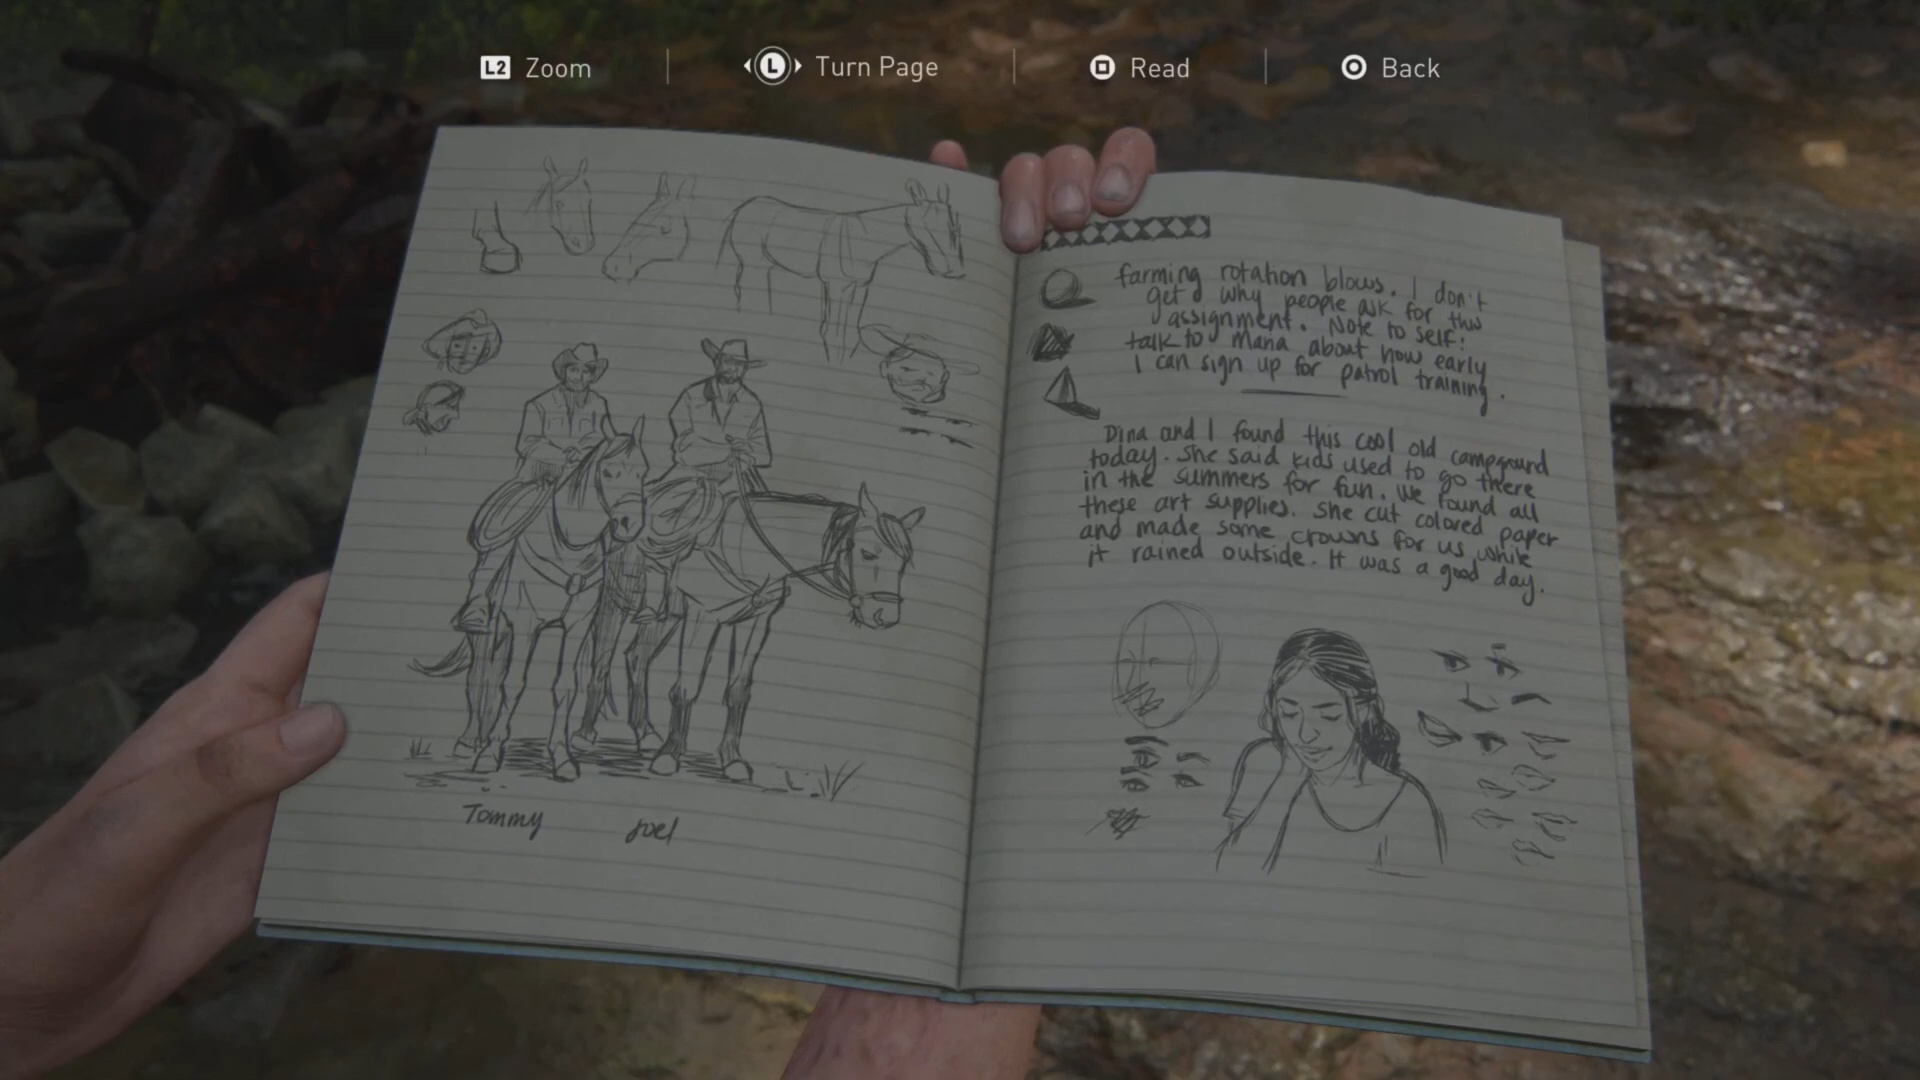 L2 Zoom
L Turn Page
Read
Back
Tommy
Joel
farming rotation blows. I don't
get why people ask for this
assignment. Note to self:
talk to Maria about how early
I can sign up for patrol training.
Dina and I found this cool old campground
today. She said kids used to go there
in the summers for fun. We found all
these art supplies. She cut colored paper
and made some crowns for us while
it rained outside. It was a good day.